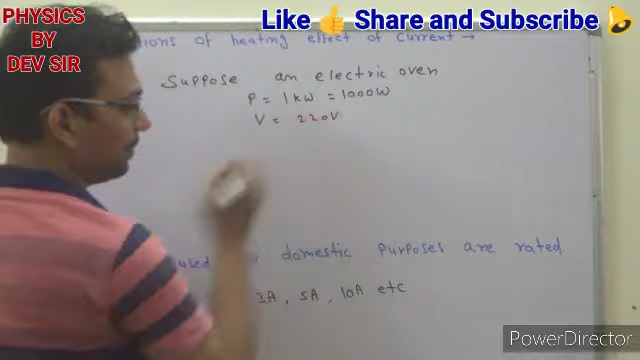 PHYSICS
BY
DEV SIR
Like 👍 Share and Subscribe
of heating effect of current →
Suppose an electric oven
P = 1kW = 1000W
V = 220V
used domestic purposes are rated
3A, 5A, 10A etc
PowerDirector